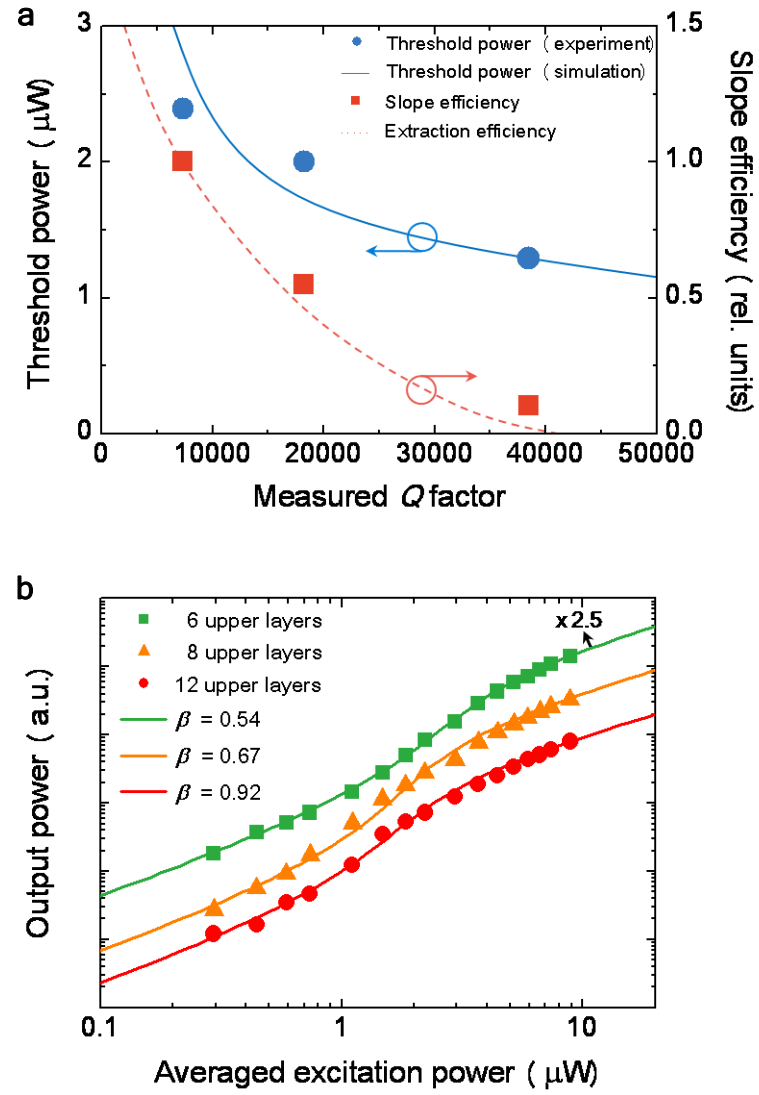 a
3
2
1
0
Threshold power ( μW)
Threshold power ( experiment)
Threshold power ( simulation)
Slope efficiency
Extraction efficiency
1.5
1.0
0.5
0.0
Slope efficiency ( rel. units)
0 10000 20000 30000 40000 50000
Measured Q factor
b
6 upper layers
8 upper layers
12 upper layers
β = 0.54
β = 0.67
β = 0.92
x 2.5
Output power ( a.u.)
0.1 1 10
Averaged excitation power ( μW)